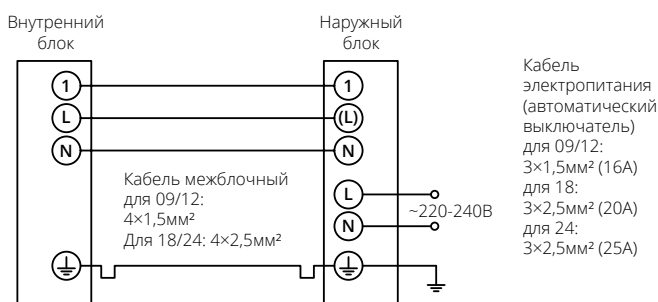 Внутренний
блок
Наружный
блок
1
1
L
(L)
N
N
L
N
~220-240В
Кабель межблочный
для 09/12:
4×1,5мм²
Для 18/24: 4×2,5мм²
Кабель
электропитания
(автоматический
выключатель)
для 09/12:
3×1,5мм² (16А)
для 18:
3×2,5мм² (20А)
для 24:
3×2,5мм² (25А)